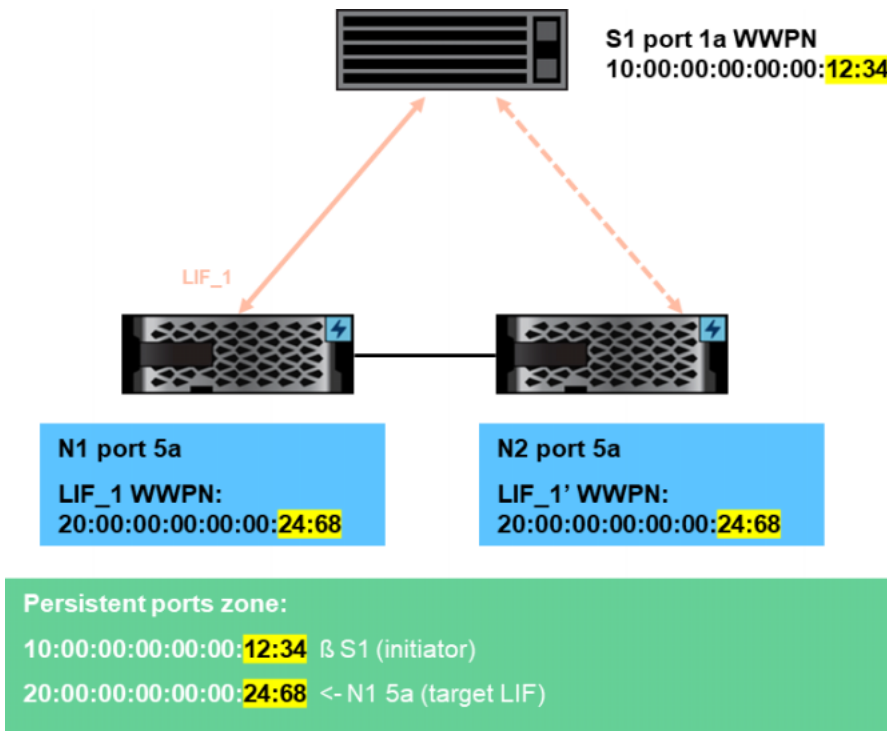 S1 port 1a WWPN
10:00:00:00:00:00:12:34
LIF_1
N1 port 5a
LIF_1 WWPN:
20:00:00:00:00:00:24:68
N2 port 5a
LIF_1’ WWPN:
20:00:00:00:00:00:24:68
Persistent ports zone:
10:00:00:00:00:00:12:34 ß S1 (initiator)
20:00:00:00:00:00:24:68 <- N1 5a (target LIF)